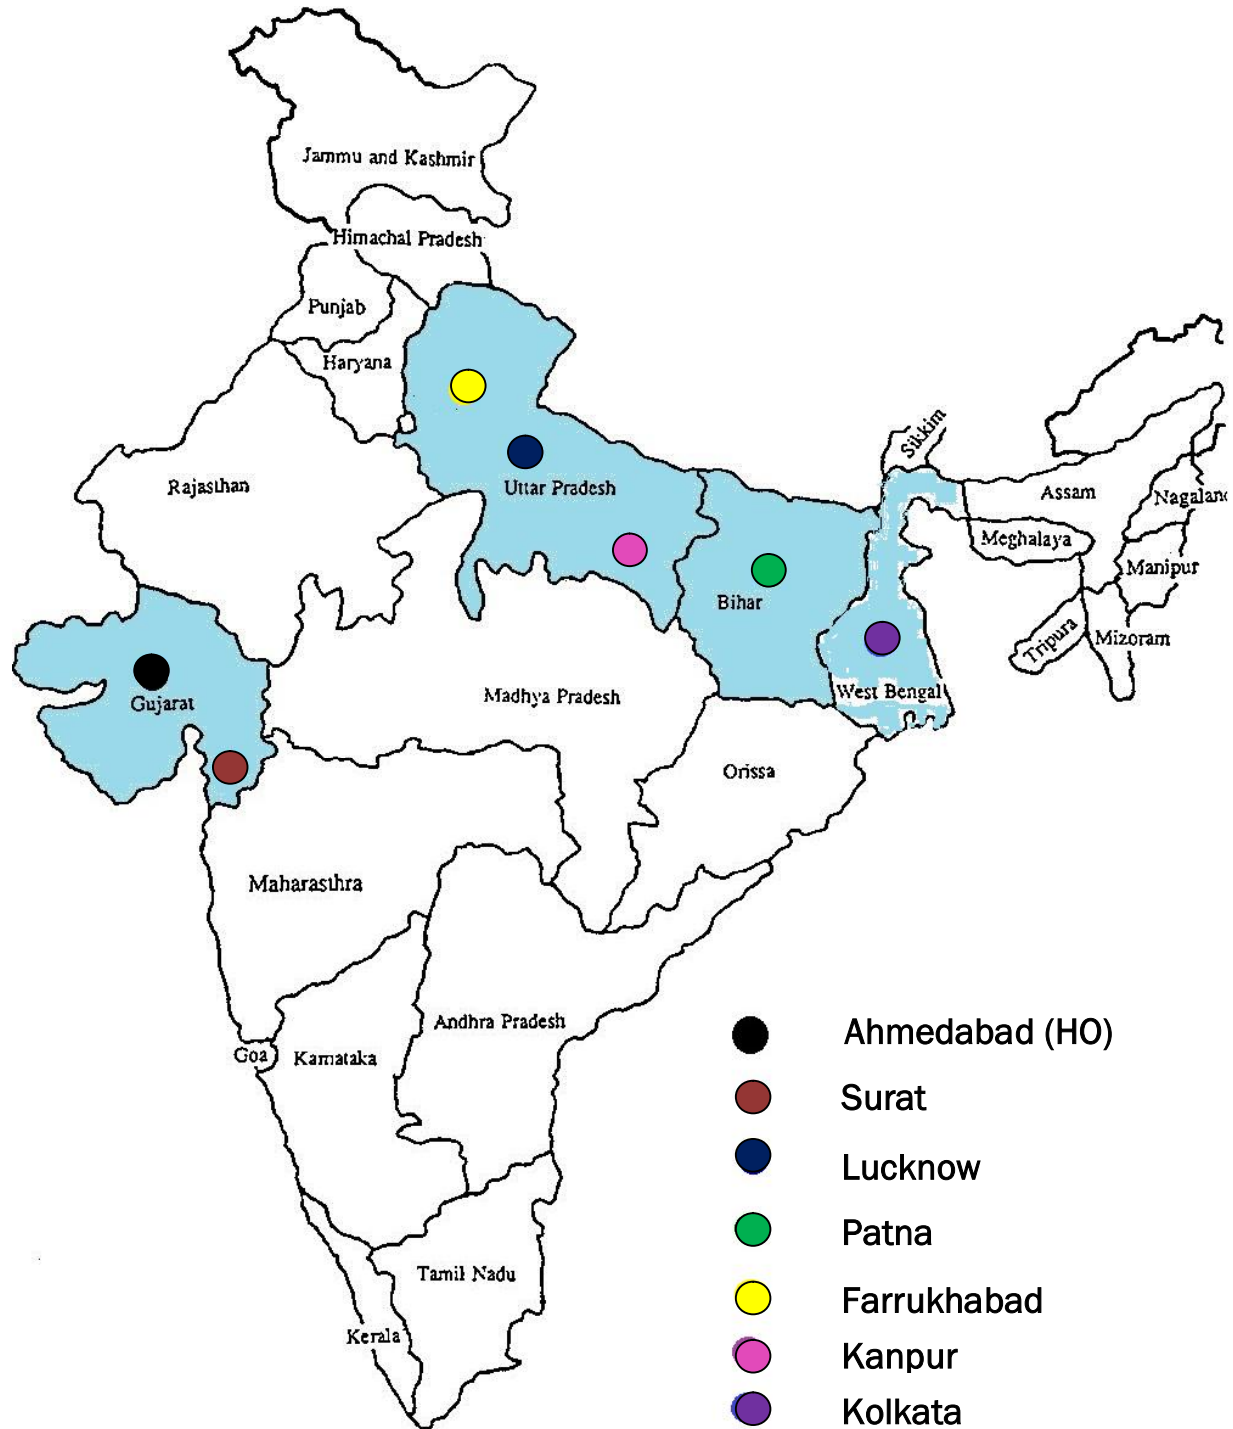 Jammu and Kashmir
Himachal Pradesh
Punjab
Haryana
Sikkim
Rajasthan
Uttar Pradesh
Assam
Nagaland
Meghalaya
Manipur
Bihar
Tripura
Mizoram
Gujarat
Madhya Pradesh
West Bengal
Orissa
Maharasthra
Andhra Pradesh
Goa
Karnataka
Tamil Nadu
Kerala
Ahmedabad (HO)
Surat
Lucknow
Patna
Farrukhabad
Kanpur
Kolkata